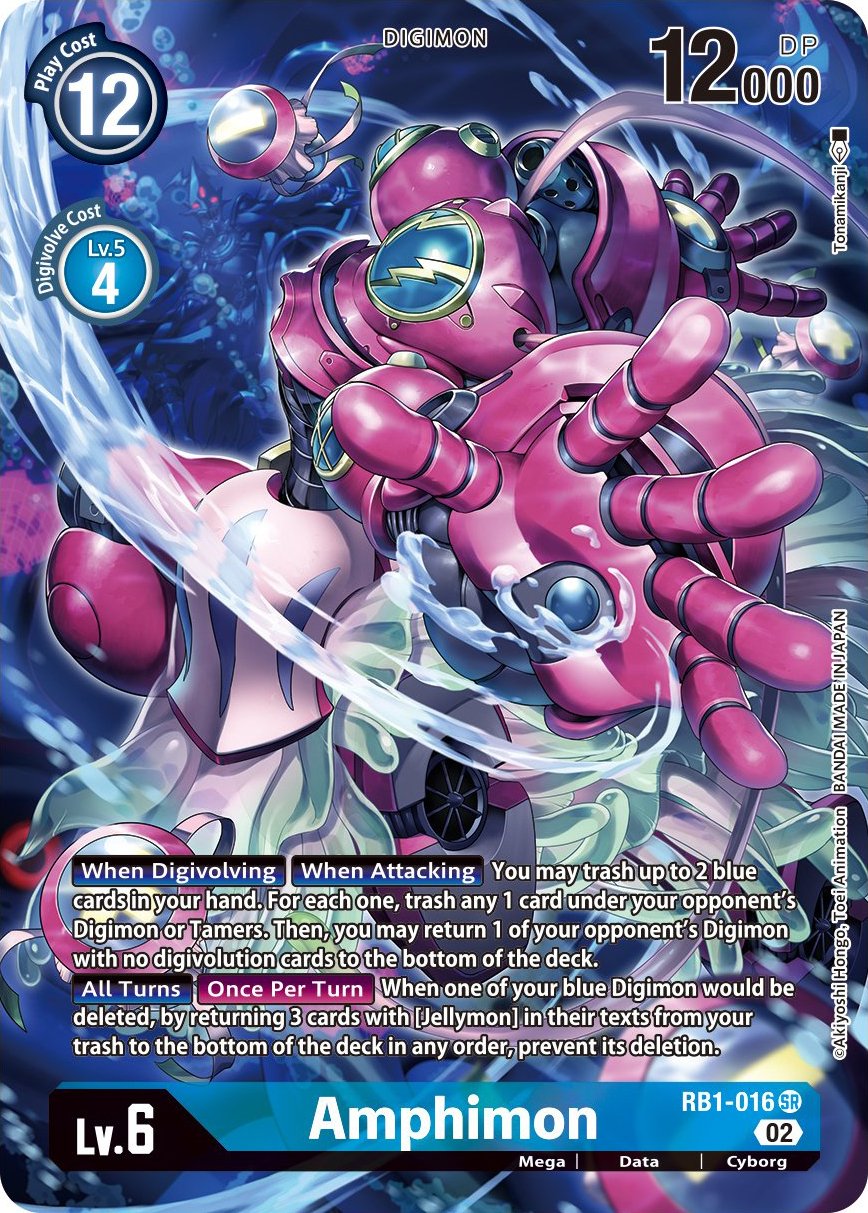 DIGIMON
Play Cost
12
12000
DP
Digivolve Cost
Lv.5
4
Tonamikanji
BANDAI MADE IN JAPAN
©Akiyoshi Hongo, Toei Animation
When Digivolving When Attacking You may trash up to 2 blue
cards in your hand. For each one, trash any 1 card under your opponent's
Digimon or Tamers. Then, you may return 1 of your opponent's Digimon
with no digivolution cards to the bottom of the deck.
All Turns Once Per Turn When one of your blue Digimon would be
deleted, by returning 3 cards with [Jellymon] in their texts from your
trash to the bottom of the deck in any order, prevent its deletion.
Lv.6
Amphimon
RB1-016 SR
02
Mega | Data | Cyborg